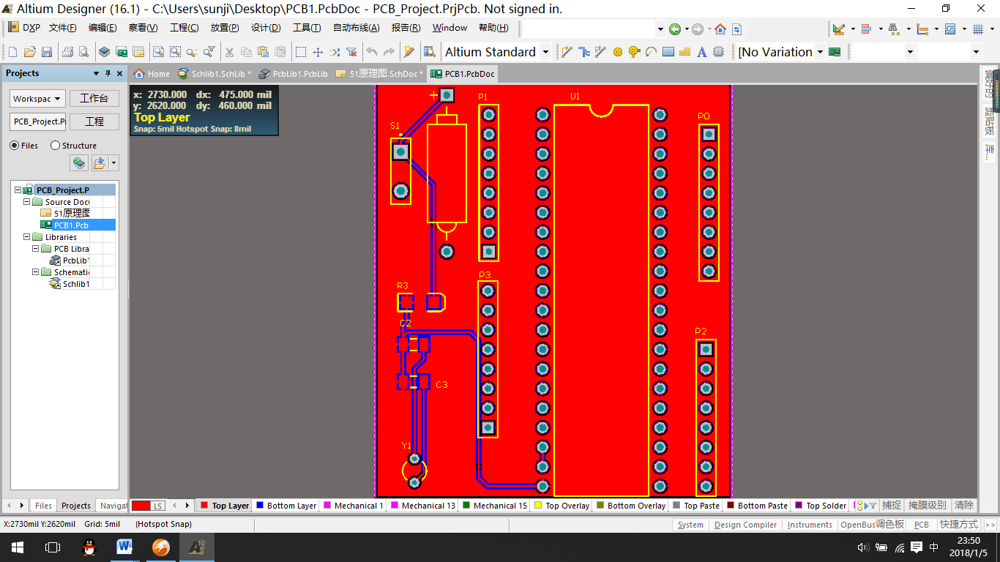 Altium Designer (16.1) - C:\Users\sunji\Desktop\PCB1.PcbDoc - PCB_Project.PrjPcb. Not signed in.
DXP 文件(F) 编辑(E) 察看(V) 工程(C) 放置(P) 设计(D) 工具(T) 自动布线(A) 报告(R) Window 帮助(H)
Altium Standard [No Variation
Projects
Home Schlib1.SchLib * PcbLib1.PcbLib 51原理图.SchDoc * PCB1.PcbDoc
偏好的
剪贴板
库...
Workspac 工作台
PCB_Project.Pı 工程
Files Structure
x: 2730.000 dx: 475.000 mil
y: 2620.000 dy: 460.000 mil
Top Layer
Snap: 5mil Hotspot Snap: 8mil
PCB_Project.P
Source Docu
51原理图
PCB1.Pcb
Libraries
PCB Libra
PcbLib1
Schematic
Schlib1
+
P1
U1
P0
S1
P3
R3
C2
P2
C3
Y1
Files Projects Navigat
LS Top Layer Bottom Layer Mechanical 1 Mechanical 13 Mechanical 15 Top Overlay Bottom Overlay Top Paste Bottom Paste Top Solder 捕捉 掩膜级别 清除
X:2730mil Y:2620mil Grid: 5mil (Hotspot Snap) System Design Compiler Instruments OpenBus调色板 PCB 快捷方式 >>
中 23:50
2018/1/5